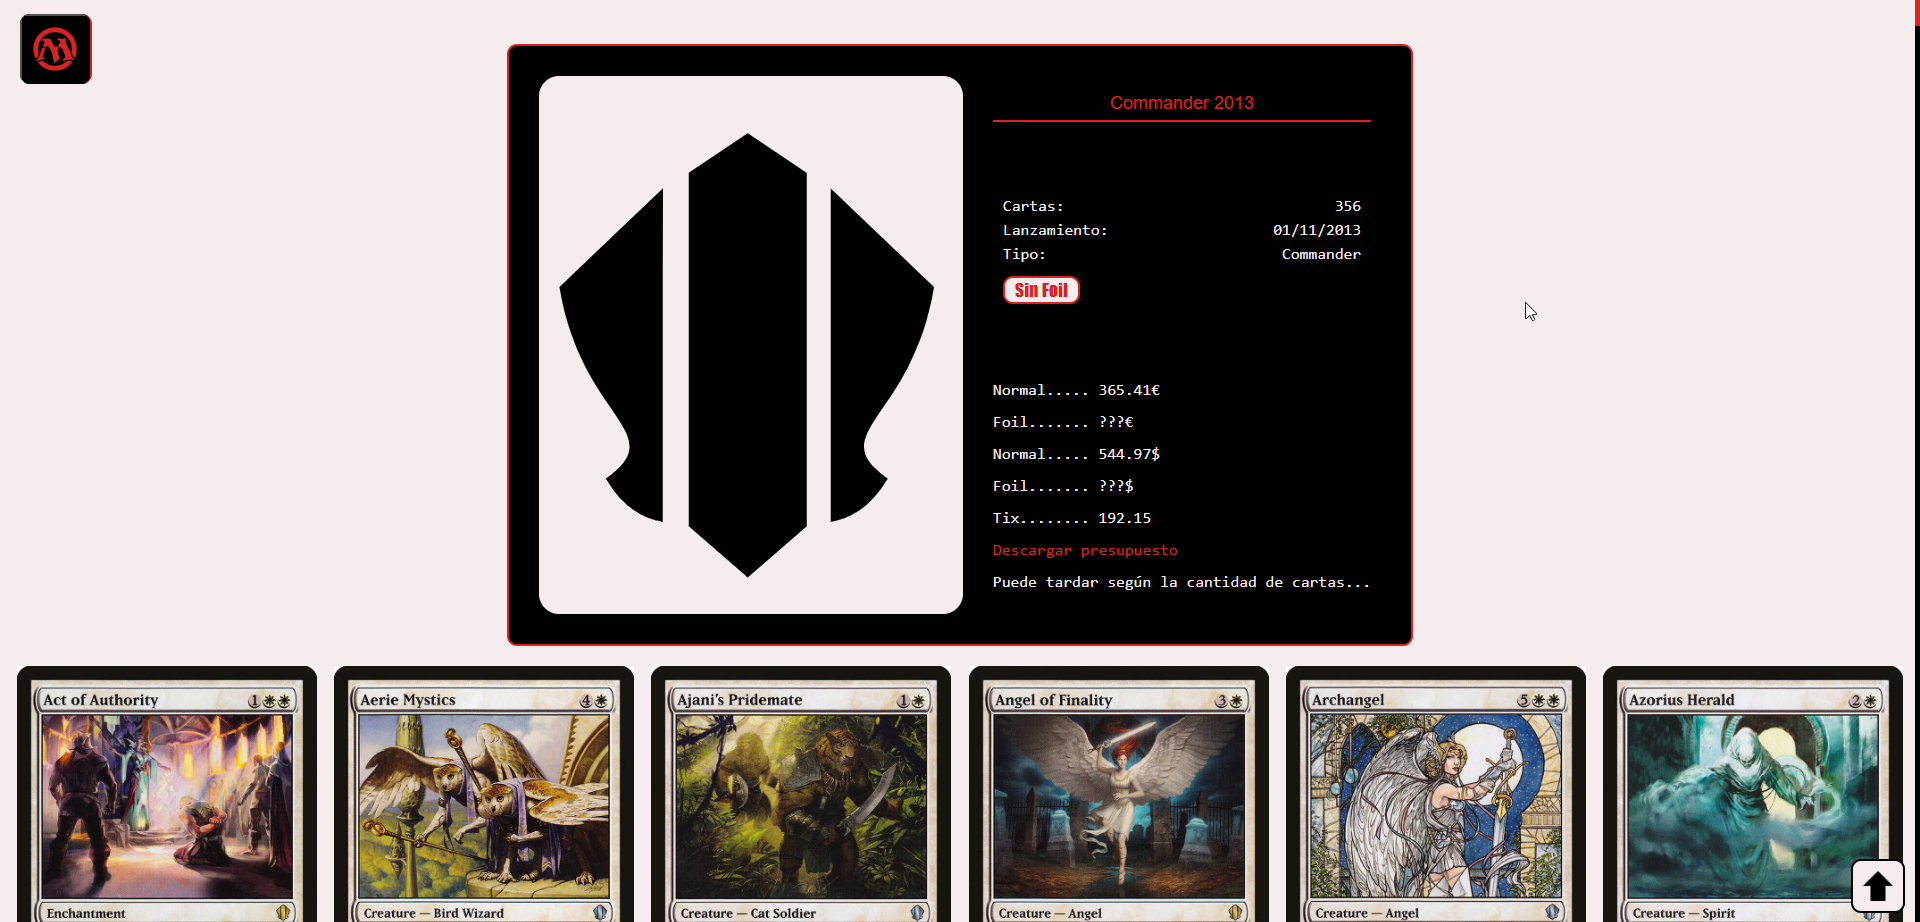 Commander 2013
Cartas: 356
Lanzamiento: 01/11/2013
Tipo: Commander
Sin Foil
Normal..... 365.41€
Foil....... ???€
Normal..... 544.97$
Foil....... ???$
Tix........ 192.15
Descargar presupuesto
Puede tardar según la cantidad de cartas...
Act of Authority 1
Aerie Mystics 4
Ajani's Pridemate 1
Angel of Finality 3
Archangel 5
Azorius Herald 2
Enchantment
Creature — Bird Wizard
Creature — Cat Soldier
Creature — Angel
Creature — Angel
Creature — Spirit